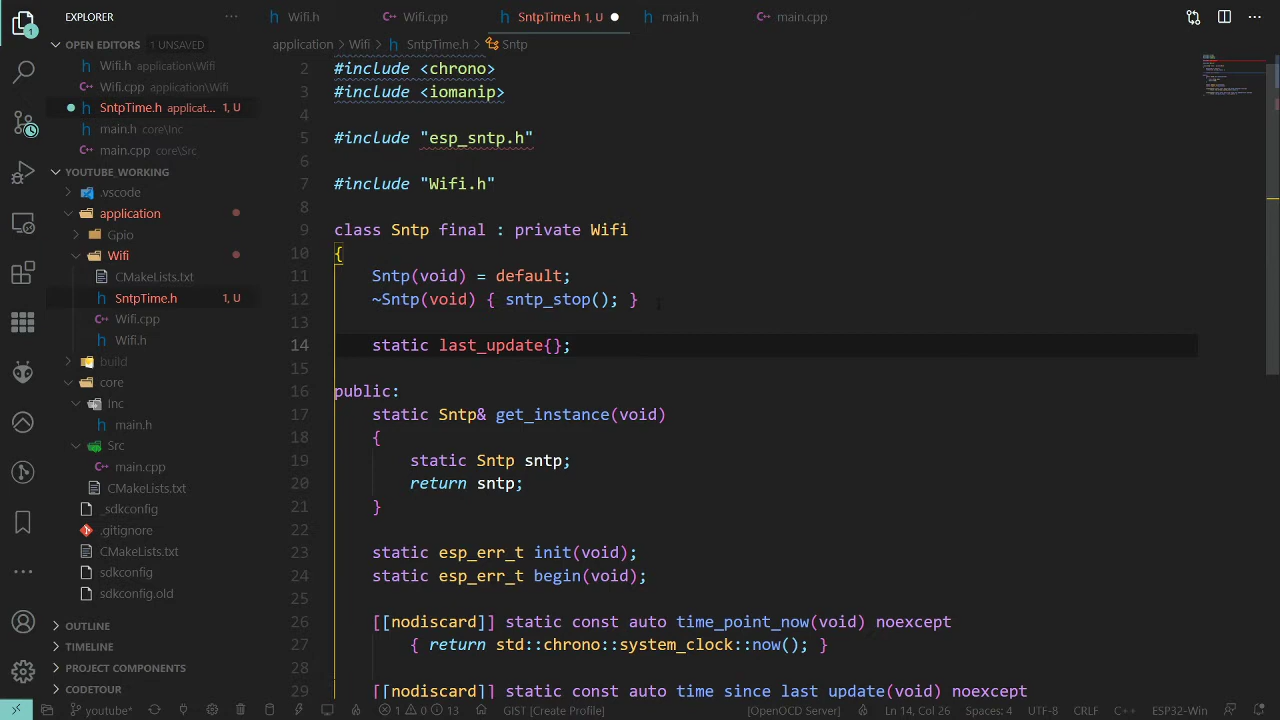 EXPLORER
OPEN EDITORS 1 UNSAVED
Wifi.h application\Wifi
Wifi.cpp application\Wifi
SntpTime.h applicat... 1, U
main.h core\Inc
main.cpp core\Src
YOUTUBE_WORKING
.vscode
application
Gpio
Wifi
CMakeLists.txt
SntpTime.h 1, U
Wifi.cpp
Wifi.h
build
core
Inc
main.h
Src
main.cpp
CMakeLists.txt
_sdkconfig
.gitignore
CMakeLists.txt
sdkconfig
sdkconfig.old
OUTLINE
TIMELINE
PROJECT COMPONENTS
CODETOUR
Wifi.h Wifi.cpp SntpTime.h 1, U main.h main.cpp
application > Wifi > SntpTime.h > Sntp
2 #include <chrono>
3 #include <iomanip>
4
5 #include "esp_sntp.h"
6
7 #include "Wifi.h"
8
9 class Sntp final : private Wifi
10 {
11 Sntp(void) = default;
12 ~Sntp(void) { sntp_stop(); }
13
14 static last_update{};
15
16 public:
17 static Sntp& get_instance(void)
18 {
19 static Sntp sntp;
20 return sntp;
21 }
22
23 static esp_err_t init(void);
24 static esp_err_t begin(void);
25
26 [[nodiscard]] static const auto time_point_now(void) noexcept
27 { return std::chrono::system_clock::now(); }
28
29 [[nodiscard]] static const auto time since last update(void) noexcept
youtube* 1 0 13 GIST [Create Profile] [OpenOCD Server] Ln 14, Col 26 Spaces: 4 UTF-8 CRLF C++ ESP32-Win